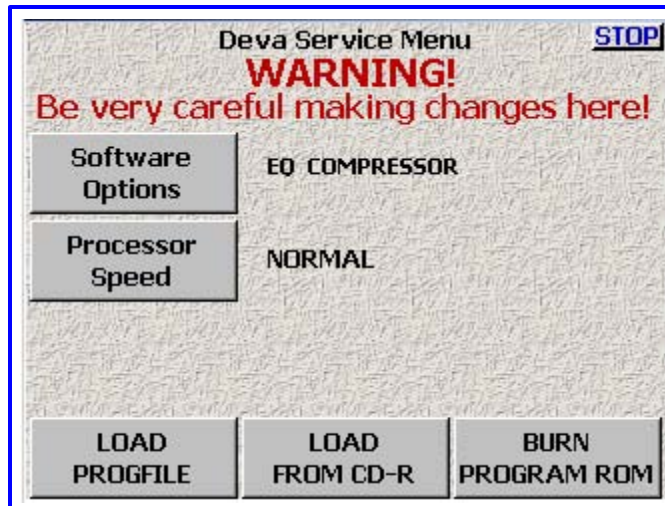 Deva Service Menu STOP
WARNING!
Be very careful making changes here!
Software
Options
EQ COMPRESSOR
Processor
Speed
NORMAL
LOAD
PROGFILE
LOAD
FROM CD-R
BURN
PROGRAM ROM